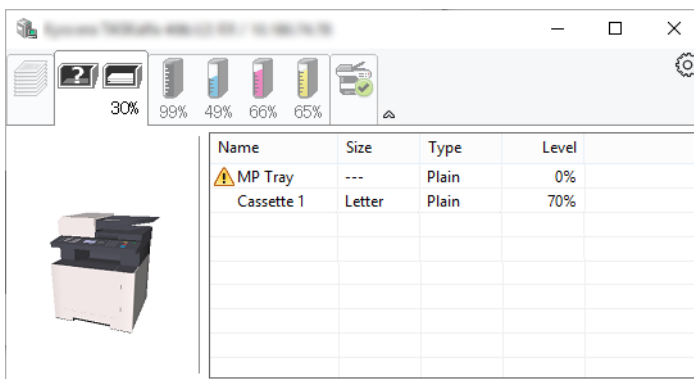 30%
99%
49%
66%
65%
Name Size Type Level
MP Tray --- Plain 0%
Cassette 1 Letter Plain 70%